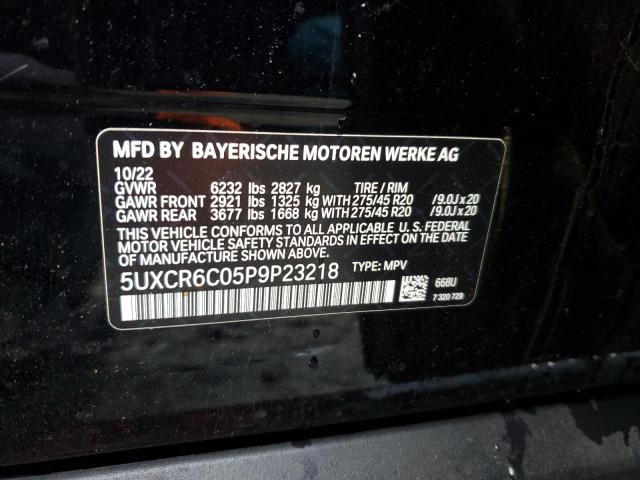 MFD BY BAYERISCHE MOTOREN WERKE AG
10/22
GVWR 6232 lbs 2827 kg TIRE / RIM
GAWR FRONT 2921 lbs 1325 kg WITH 275/45 R20 /9.0J x 20
GAWR REAR 3677 lbs 1668 kg WITH 275/45 R20 /9.0J x 20
THIS VEHICLE CONFORMS TO ALL APPLICABLE U. S. FEDERAL
MOTOR VEHICLE SAFETY STANDARDS IN EFFECT ON THE DATE
OF MANUFACTURE SHOWN ABOVE.
5UXCR6C05P9P23218 TYPE: MPV
668U
7 320 729